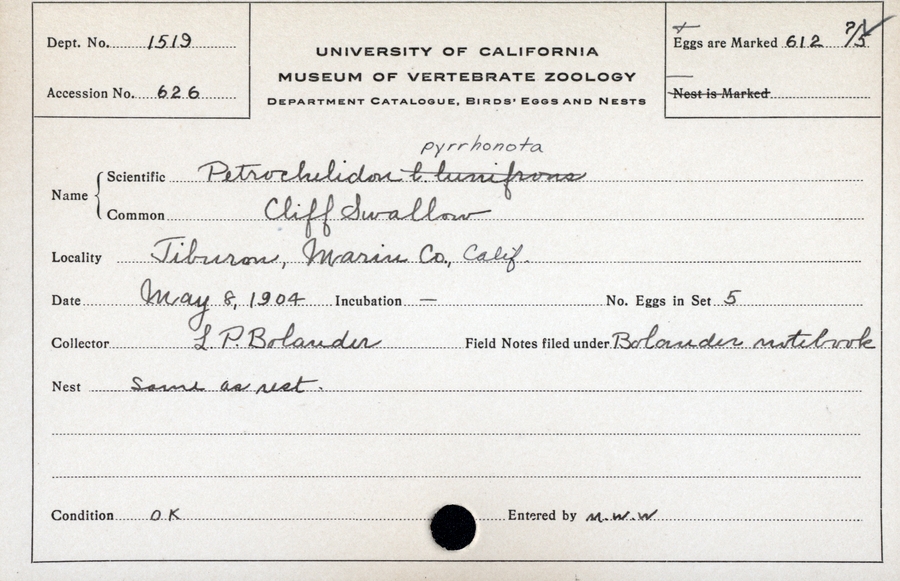 Dept. No. 1519
Accession No. 626
UNIVERSITY OF CALIFORNIA
MUSEUM OF VERTEBRATE ZOOLOGY
DEPARTMENT CATALOGUE, BIRDS' EGGS AND NESTS
Eggs are Marked 612 7/5
Nest is Marked
pyrrhonota
Name { Scientific Petrochelidon l. lunifrons
Common Cliff Swallow
Locality Tiburon, Marin Co., Calif.
Date May 8, 1904 Incubation — No. Eggs in Set 5
Collector L. P. Bolander Field Notes filed under Bolander notebook
Nest Same as rest.
Condition OK Entered by M.W.W